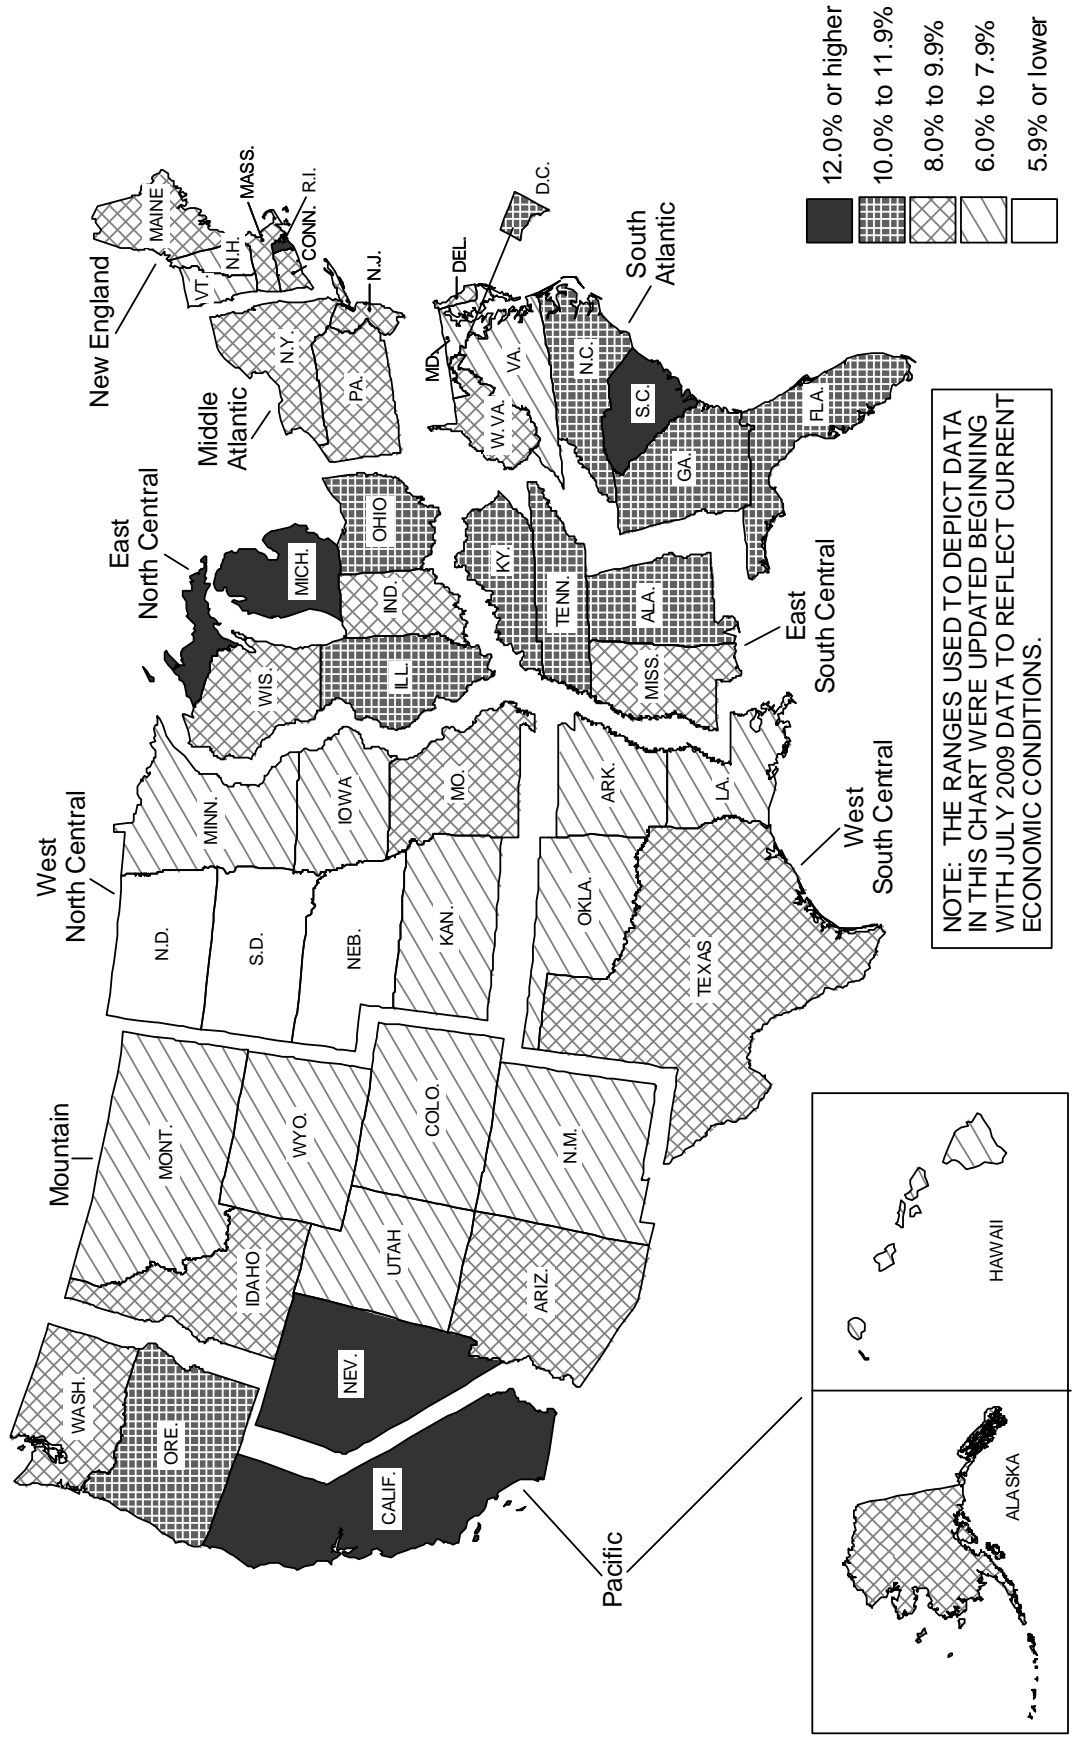 New England
Middle
Atlantic
East
North Central
West
North Central
Mountain
Pacific
West
South Central
East
South Central
South
Atlantic
MAINE
VT.
N.H.
MASS.
R.I.
CONN.
N.Y.
N.J.
PA.
DEL.
MD.
D.C.
W.VA.
VA.
N.C.
S.C.
GA.
FLA.
OHIO
MICH.
IND.
WIS.
ILL.
KY.
TENN.
ALA.
MISS.
MINN.
IOWA
MO.
N.D.
S.D.
NEB.
KAN.
ARK.
LA.
OKLA.
TEXAS
MONT.
WYO.
COLO.
N.M.
IDAHO
UTAH
ARIZ.
NEV.
WASH.
ORE.
CALIF.
ALASKA
HAWAII
12.0% or higher
10.0% to 11.9%
8.0% to 9.9%
6.0% to 7.9%
5.9% or lower
NOTE: THE RANGES USED TO DEPICT DATA
IN THIS CHART WERE UPDATED BEGINNING
WITH JULY 2009 DATA TO REFLECT CURRENT
ECONOMIC CONDITIONS.